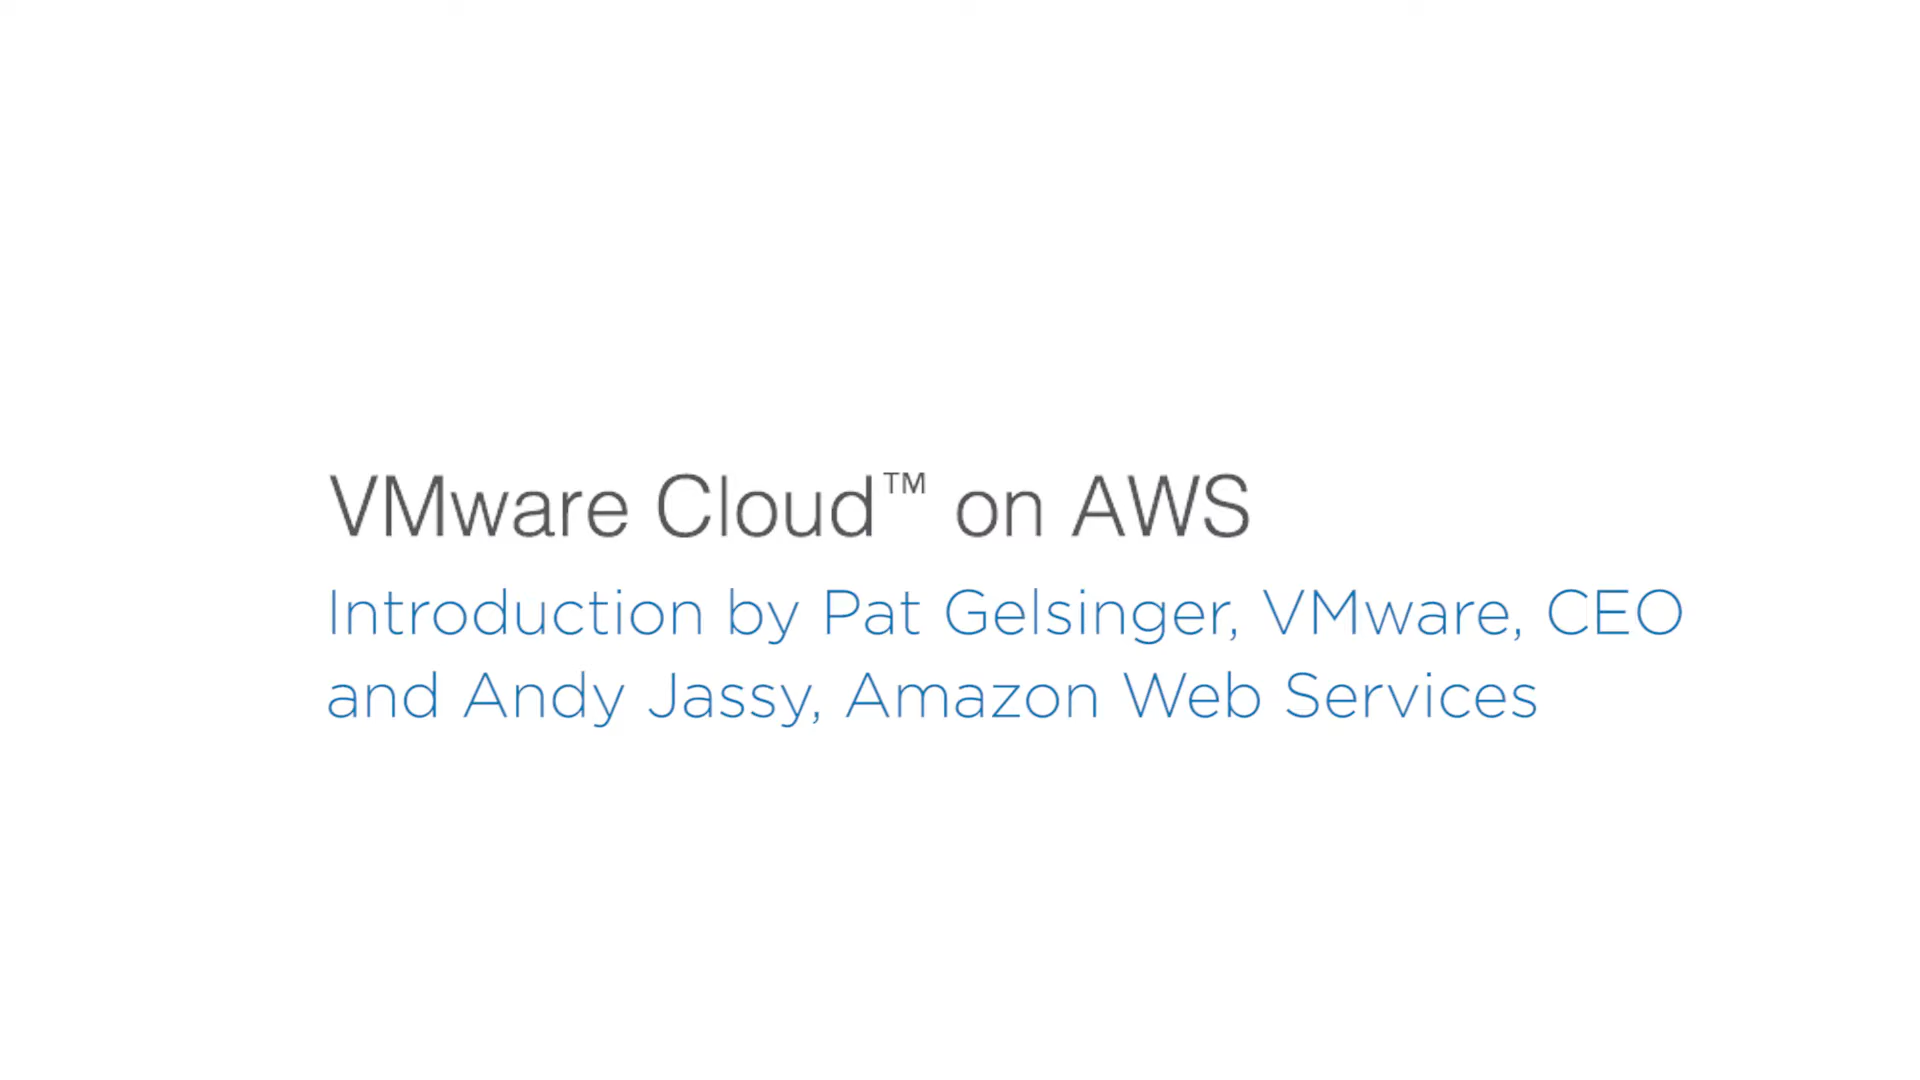 VMware Cloud™ on AWS
Introduction by Pat Gelsinger, VMware, CEO
and Andy Jassy, Amazon Web Services